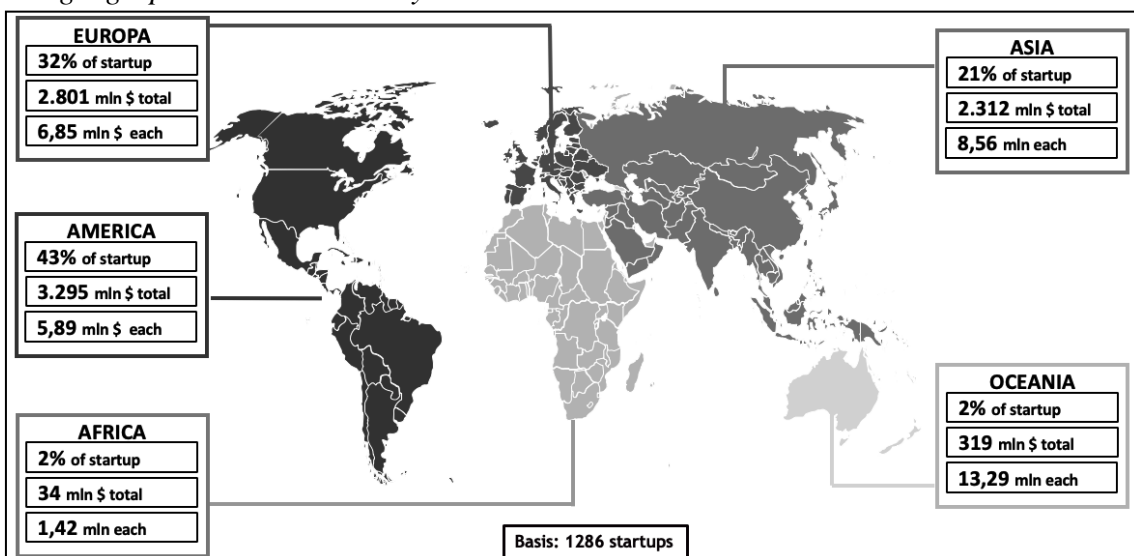 EUROPA
32% of startup
2.801 mln $ total
6,85 mln $ each
ASIA
21% of startup
2.312 mln $ total
8,56 mln each
AMERICA
43% of startup
3.295 mln $ total
5,89 mln $ each
AFRICA
2% of startup
34 mln $ total
1,42 mln each
OCEANIA
2% of startup
319 mln $ total
13,29 mln each
Basis: 1286 startups